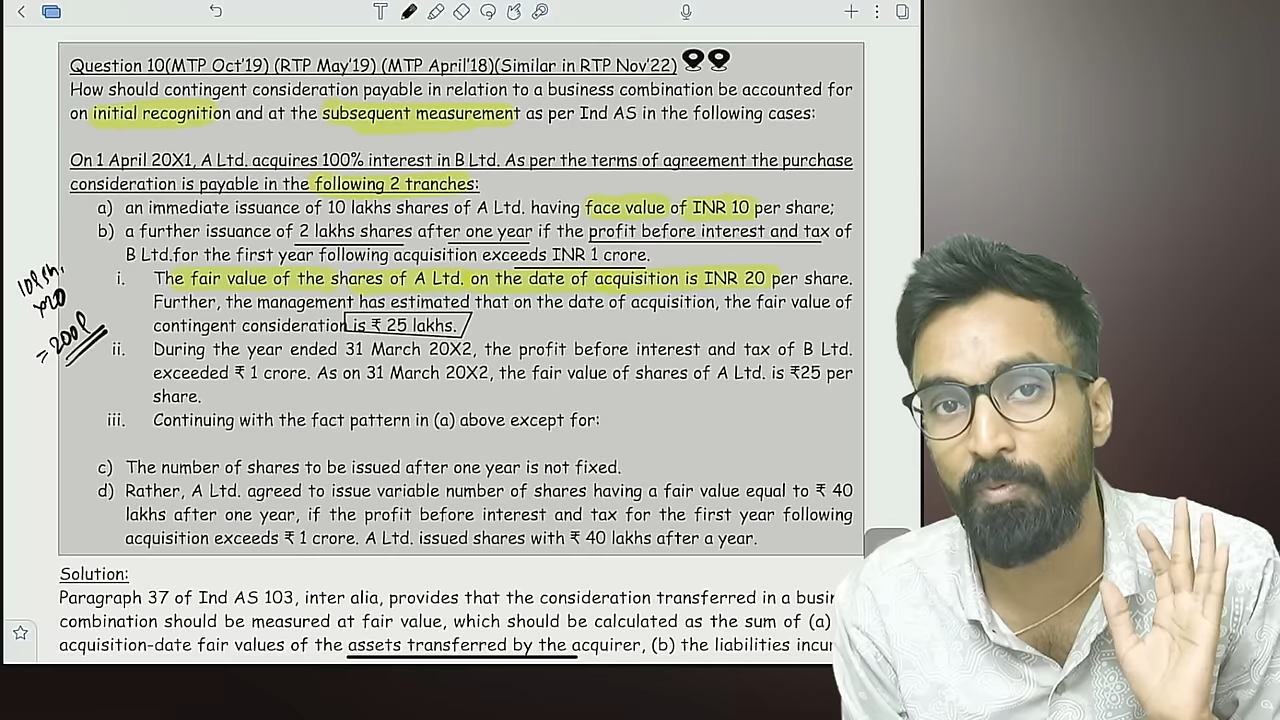 Question 10(MTP Oct'19) (RTP May'19) (MTP April'18)(Similar in RTP Nov'22)
How should contingent consideration payable in relation to a business combination be accounted for
on initial recognition and at the subsequent measurement as per Ind AS in the following cases:
On 1 April 20X1, A Ltd. acquires 100% interest in B Ltd. As per the terms of agreement the purchase
consideration is payable in the following 2 tranches:
a) an immediate issuance of 10 lakhs shares of A Ltd. having face value of INR 10 per share;
b) a further issuance of 2 lakhs shares after one year if the profit before interest and tax of
B Ltd.for the first year following acquisition exceeds INR 1 crore.
i. The fair value of the shares of A Ltd. on the date of acquisition is INR 20 per share.
Further, the management has estimated that on the date of acquisition, the fair value of
contingent consideration is ₹ 25 lakhs.
ii. During the year ended 31 March 20X2, the profit before interest and tax of B Ltd.
exceeded ₹ 1 crore. As on 31 March 20X2, the fair value of shares of A Ltd. is ₹25 per
share.
iii. Continuing with the fact pattern in (a) above except for:
c) The number of shares to be issued after one year is not fixed.
d) Rather, A Ltd. agreed to issue variable number of shares having a fair value equal to ₹ 40
lakhs after one year, if the profit before interest and tax for the first year following
acquisition exceeds ₹ 1 crore. A Ltd. issued shares with ₹ 40 lakhs after a year.
10l sh.
×20
= 200l
Solution:
Paragraph 37 of Ind AS 103, inter alia, provides that the consideration transferred in a
combination should be measured at fair value, which should be calculated as the sum of (a)
acquisition-date fair values of the assets transferred by the acquirer, (b) the liabilities